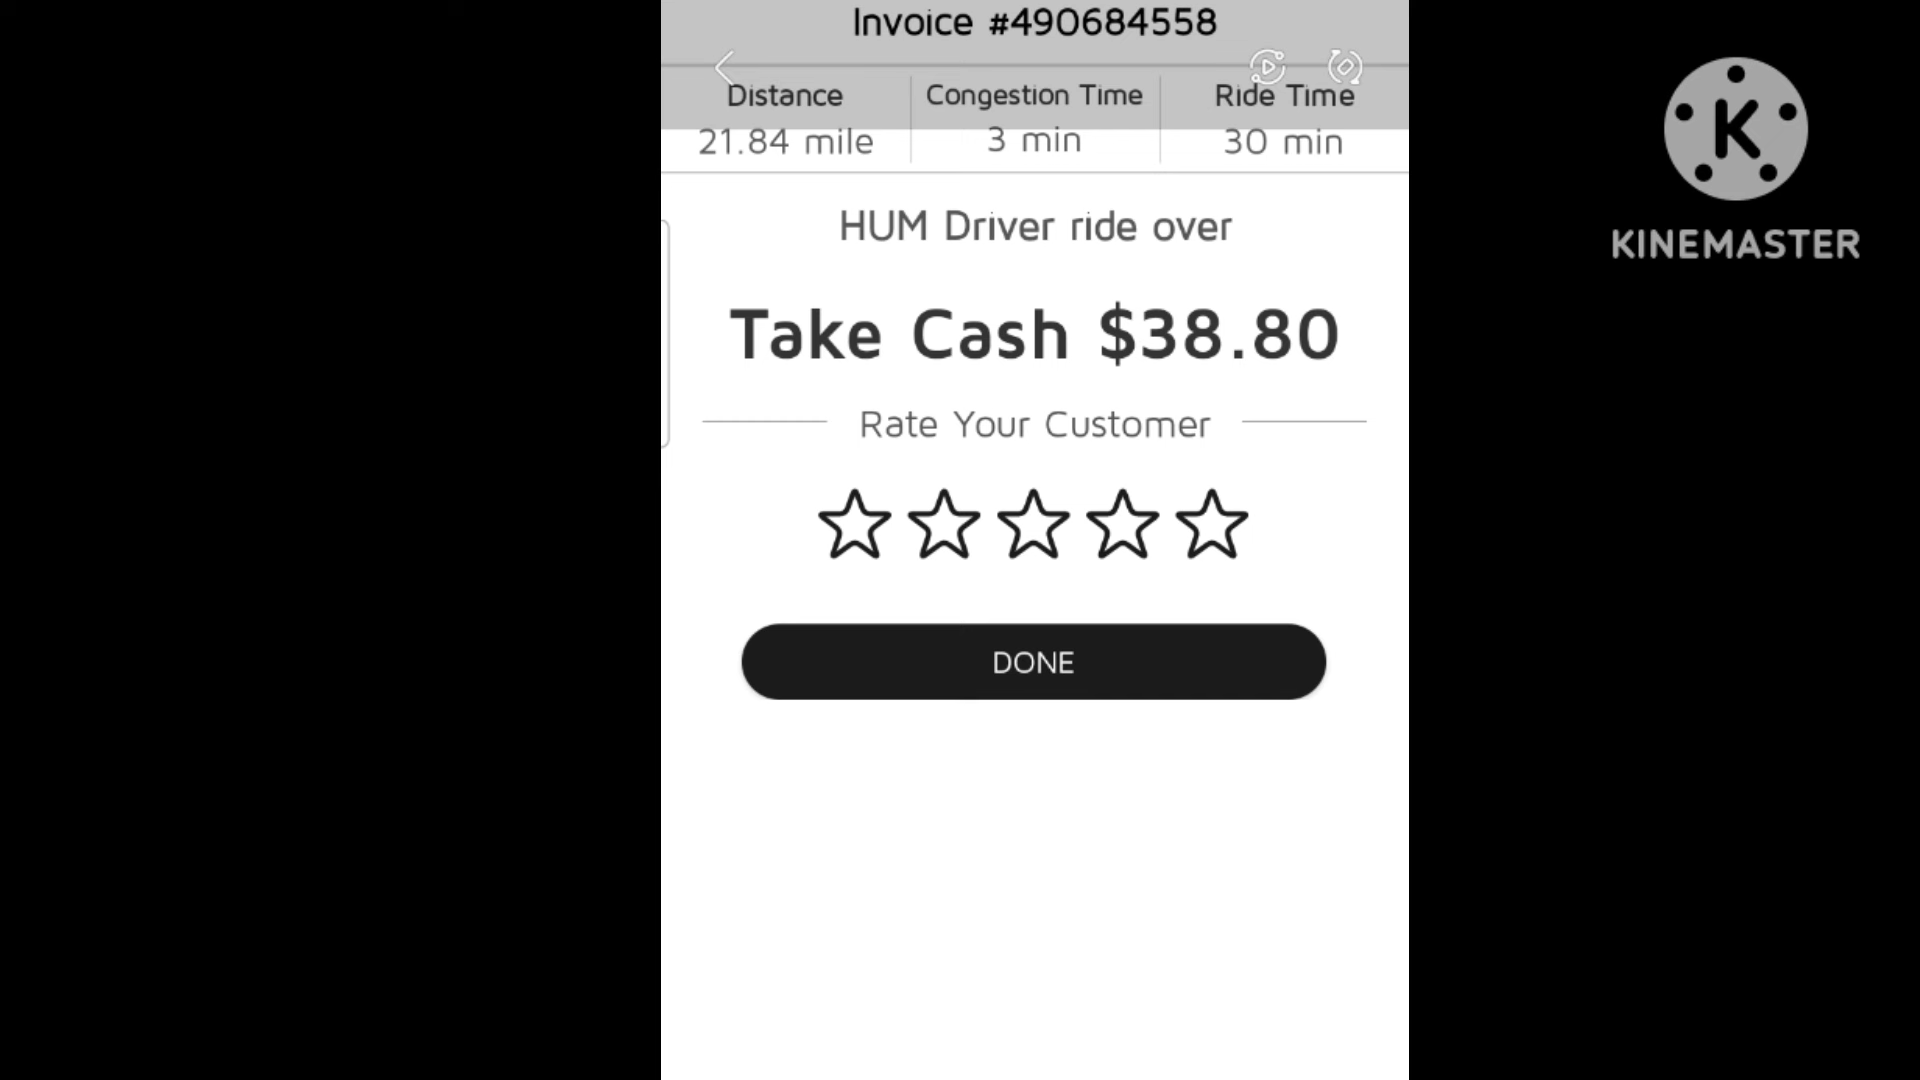 Invoice #490684558
Distance Congestion Time Ride Time
21.84 mile 3 min 30 min
HUM Driver ride over
Take Cash $38.80
Rate Your Customer
DONE
K
KINEMASTER